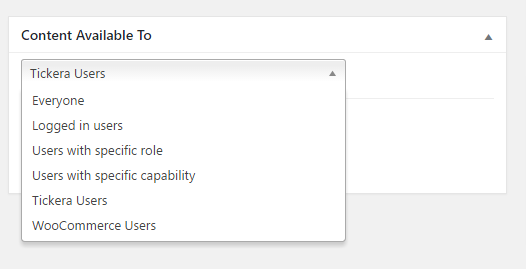 Content Available To
Tickera Users
Everyone
Logged in users
Users with specific role
Users with specific capability
Tickera Users
WooCommerce Users